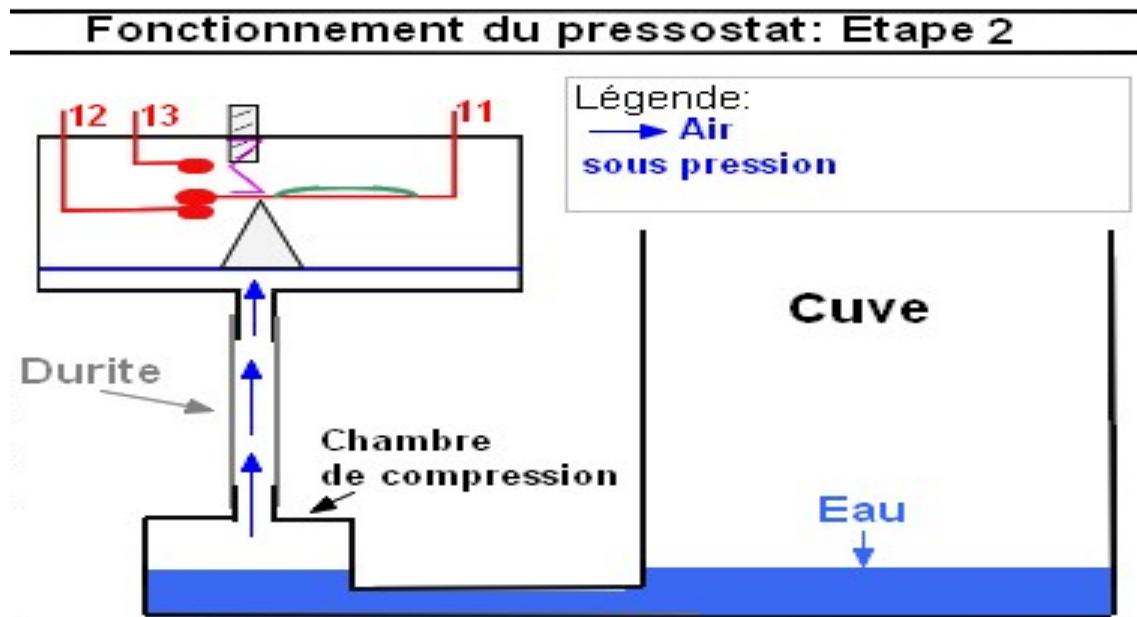 Fonctionnement du pressostat: Etape 2
Légende:
Air
sous pression
12 13 11
Cuve
Durite
Chambre
de compression
Eau